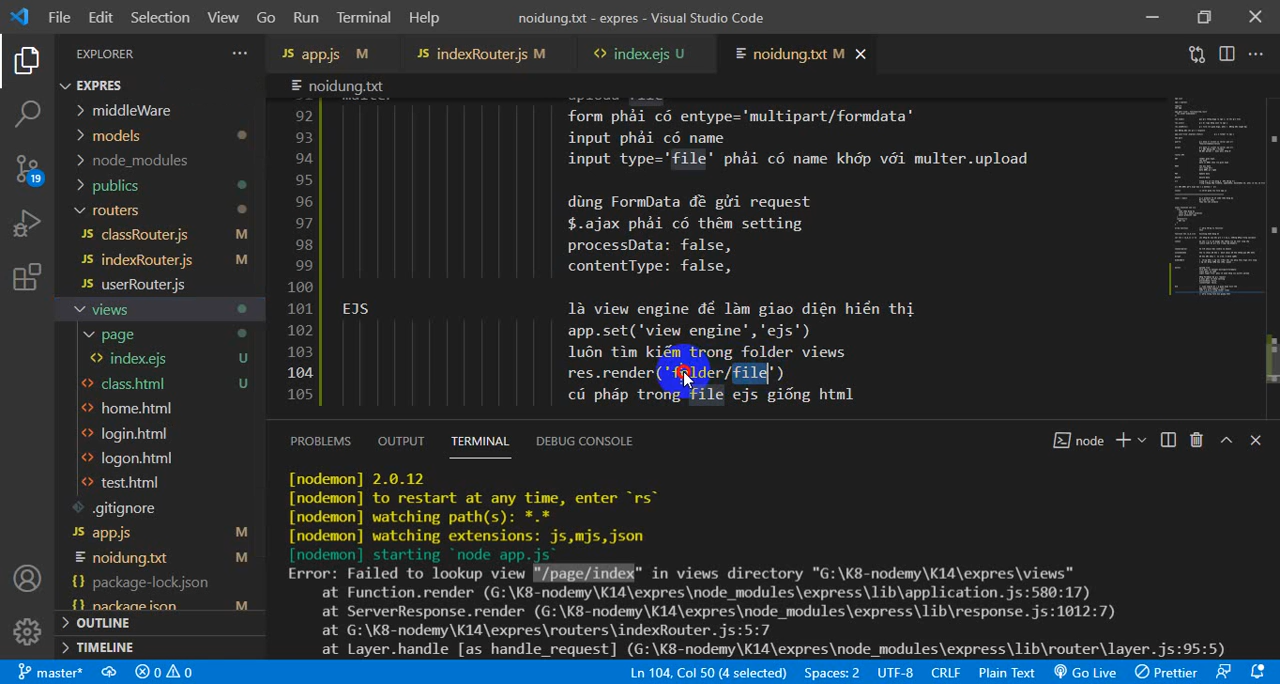 File Edit Selection View Go Run Terminal Help
noidung.txt - expres - Visual Studio Code
EXPLORER
app.js M
indexRouter.js M
index.ejs U
noidung.txt M
EXPRES
noidung.txt
middleWare
models
node_modules
publics
routers
classRouter.js M
indexRouter.js M
userRouter.js
views
page
index.ejs U
class.html U
home.html
login.html
logon.html
test.html
.gitignore
app.js M
noidung.txt M
package-lock.json
package.json
OUTLINE
TIMELINE
92 form phải có entype='multipart/formdata'
93 input phải có name
94 input type='file' phải có name khớp với multer.upload
95
96 dùng FormData đề gửi request
97 $.ajax phải có thêm setting
98 processData: false,
99 contentType: false,
100
101 EJS là view engine để làm giao diện hiển thị
102 app.set('view engine','ejs')
103 luôn tìm kiếm trong folder views
104 res.render('folder/file')
105 cú pháp trong file ejs giống html
PROBLEMS OUTPUT TERMINAL DEBUG CONSOLE
node
[nodemon] 2.0.12
[nodemon] to restart at any time, enter `rs`
[nodemon] watching path(s): *.*
[nodemon] watching extensions: js,mjs,json
[nodemon] starting `node app.js`
Error: Failed to lookup view "/page/index" in views directory "G:\K8-nodemy\K14\expres\views"
at Function.render (G:\K8-nodemy\K14\expres\node_modules\express\lib\application.js:580:17)
at ServerResponse.render (G:\K8-nodemy\K14\expres\node_modules\express\lib\response.js:1012:7)
at G:\K8-nodemy\K14\expres\routers\indexRouter.js:5:7
at Layer.handle [as handle_request] (G:\K8-nodemy\K14\expres\node_modules\express\lib\router\layer.js:95:5)
19
master* 0 0
Ln 104, Col 50 (4 selected) Spaces: 2 UTF-8 CRLF Plain Text Go Live Prettier